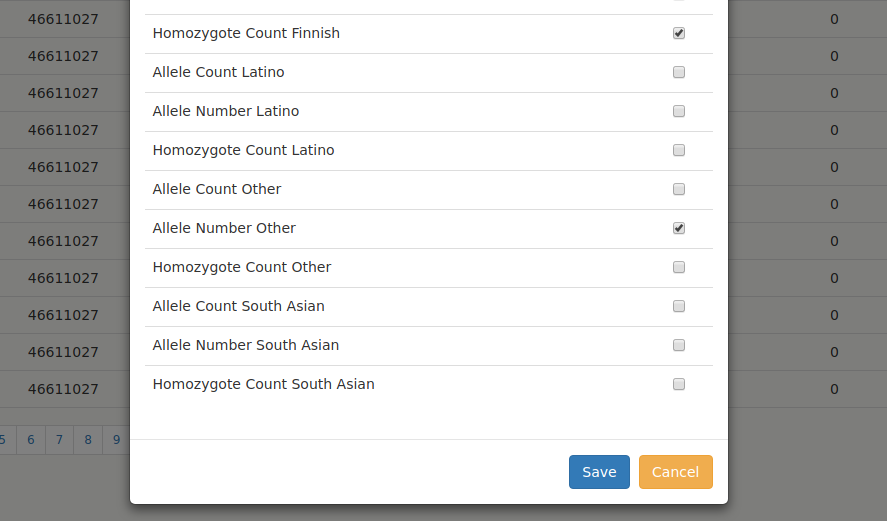 46611027 Homozygote Count Finnish 0
46611027 Allele Count Latino 0
46611027 Allele Number Latino 0
46611027 Homozygote Count Latino 0
46611027 Allele Count Other 0
46611027 Allele Number Other 0
46611027 Homozygote Count Other 0
46611027 Allele Count South Asian 0
46611027 Allele Number South Asian 0
46611027 Homozygote Count South Asian 0
46611027 0
5 6 7 8 9
Save Cancel